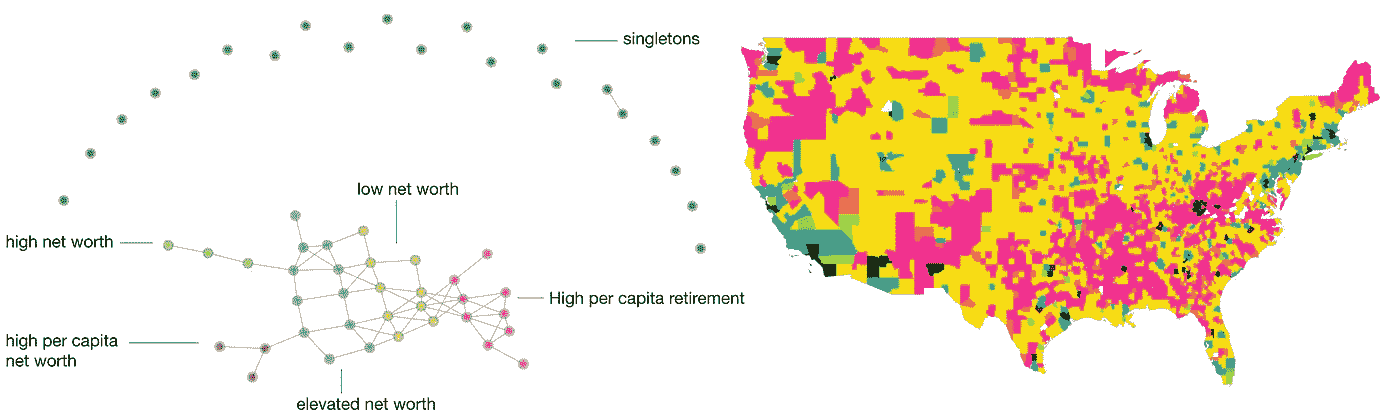 singletons
low net worth
high net worth
High per capita retirement
high per capita
net worth
elevated net worth